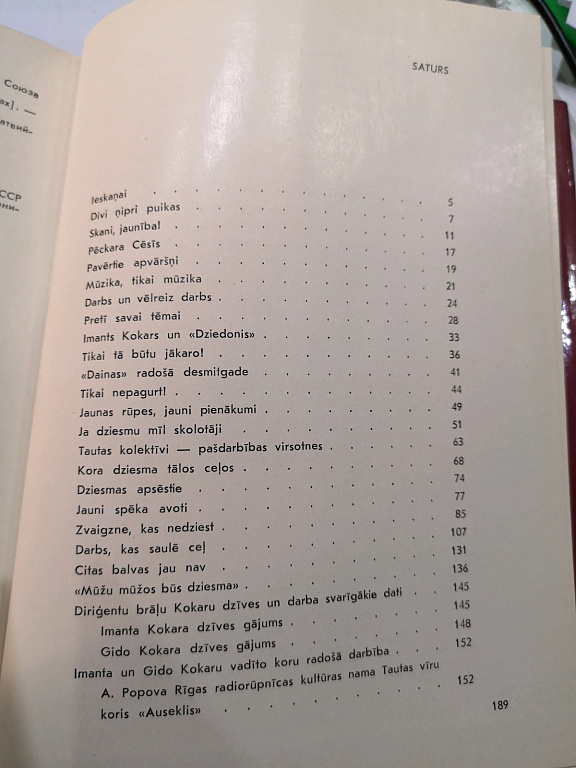 Союза
ах]. —
атвий-
ССР
они-
SATURS
Ieskaņai . . . . . . . . . . . 5
Divi ņipri puikas . . . . . . . . . . 7
Skani, jaunība! . . . . . . . . . . . 11
Pēckara Cēsīs . . . . . . . . . . . 17
Pavērtie apvāršņi . . . . . . . . . . 19
Mūzika, tikai mūzika . . . . . . . . . 21
Darbs un vēlreiz darbs . . . . . . . . . 24
Pretī savai tēmai . . . . . . . . . . 28
Imants Kokars un «Dziedonis» . . . . . . . 33
Tikai tā būtu jākaro! . . . . . . . . . 36
«Dainas» radošā desmitgade . . . . . . . 41
Tikai nepagurt! . . . . . . . . . . . 44
Jaunas rūpes, jauni pienākumi . . . . . . . 49
Ja dziesmu mīl skolotāji . . . . . . . . 51
Tautas kolektīvi — pašdarbības virsotnes . . . . . 63
Kora dziesma tālos ceļos . . . . . . . . 68
Dziesmas apsēstie . . . . . . . . . . 74
Jauni spēka avoti . . . . . . . . . . 77
Zvaigzne, kas nedziest . . . . . . . . . 85
Darbs, kas saulē ceļ . . . . . . . . . 107
Citas balvas jau nav . . . . . . . . . 131
«Mūžu mūžos būs dziesma» . . . . . . . . 136
Diriģentu brāļu Kokaru dzīves un darba svarīgākie dati . . 145
Imanta Kokara dzīves gājums . . . . . . 145
Gido Kokara dzīves gājums . . . . . . 148
Imanta un Gido Kokaru vadīto koru radošā darbība . . . 152
A. Popova Rīgas radiorūpnīcas kultūras nama Tautas vīru
koris «Auseklis» . . . . . . . . . 152
189